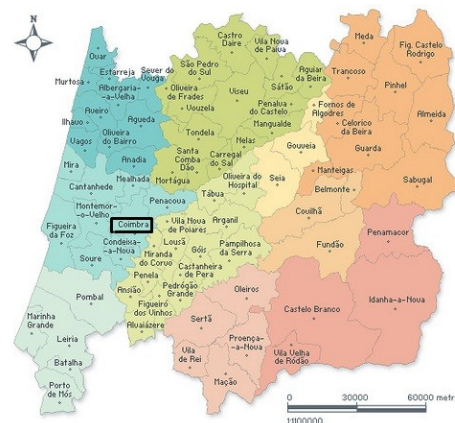 Castro
Daire
Vila Nova
de Paiva
Meda
Fig. Castelo
Rodrigo
Ovar
Estarreja
Sever do
Vouga
São Pedro
do Sul
Aguiar
da Beira
Trancoso
Pinhel
Murtosa
Albergaria
-a-Velha
Oliveira
de Frades
Viseu
Sátão
Fornos de
Algodres
Almeida
Aveiro
Ílhavo
Águeda
Vouzela
Penalva do
Castelo
Celorico
da Beira
Oliveira
do Bairro
Vagos
Tondela
Nelas
Mangualde
Gouveia
Guarda
Anadia
Mira
Santa
Comba
Dão
Carregal do
Sal
Mealhada
Mortágua
Oliveira do
Hospital
Seia
Manteigas
Sabugal
Cantanhede
Penacova
Tábua
Belmonte
Montemor
-o-Velho
Coimbra
Vila Nova
de Poiares
Arganil
Covilhã
Penamacor
Figueira
da Foz
Condeixa
-a-Nova
Lousã
Góis
Pampilhosa
da Serra
Fundão
Soure
Miranda
do Corvo
Penela
Castanheira
de Pera
Pombal
Ansião
Pedrógão
Grande
Oleiros
Idanha-a-Nova
Figueiró
dos Vinhos
Castelo Branco
Marinha
Grande
Alvaiázere
Sertã
Leiria
Proença-
-a-Nova
Batalha
Vila
de Rei
Vila Velha
de Ródão
Porto
de Mós
Mação
0
30000
60000 metr
1:1100000